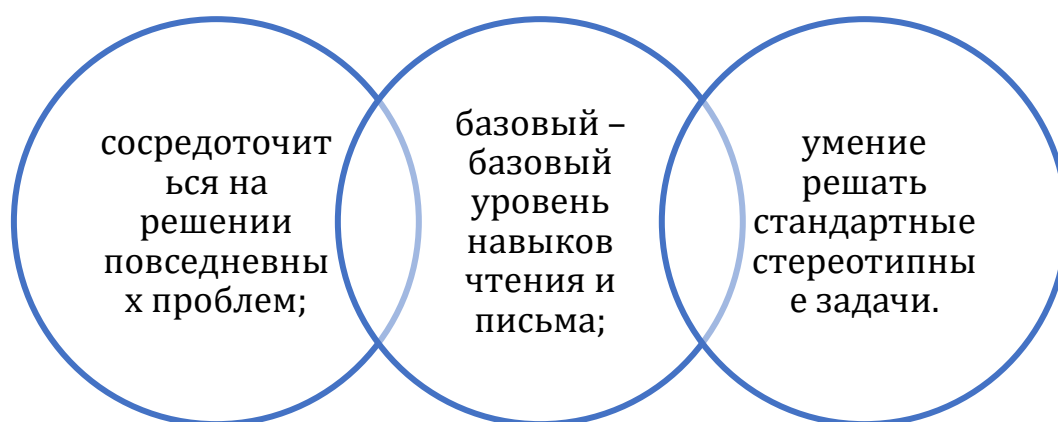 сосредоточит
ься на
решении
повседневны
х проблем;
базовый –
базовый
уровень
навыков
чтения и
письма;
умение
решать
стандартные
стереотипны
е задачи.